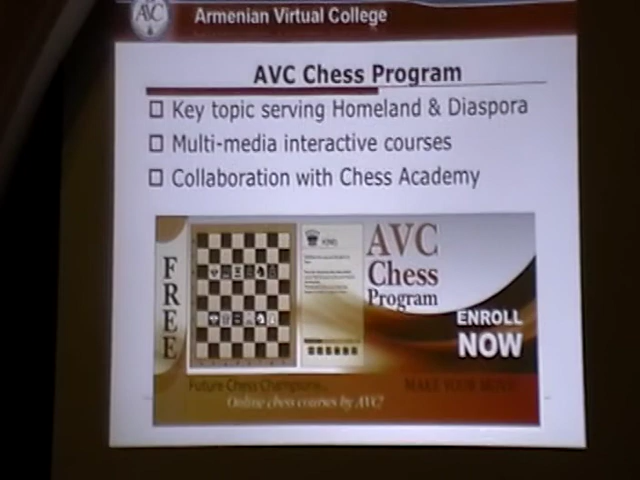 AVC
Armenian Virtual College
AVC Chess Program
Key topic serving Homeland & Diaspora
Multi-media interactive courses
Collaboration with Chess Academy
FREE
KING
AVC
Chess
Program
ENROLL
NOW
Future Chess Champions...
MAKE YOUR MOVE!
Online chess courses by AVC!